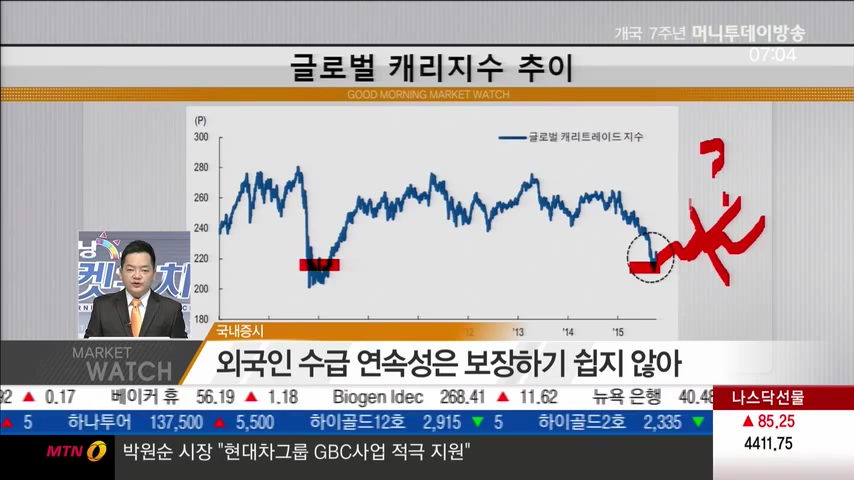 개국 7주년 머니투데이방송
07:04
글로벌 캐리지수 추이
GOOD MORNING MARKET WATCH
(P)
300
글로벌 캐리트레이드 지수
280
260
240
220
200
180
'12 '13 '14 '15
?
낭
켓 치
국내증시
MARKET WATCH
외국인 수급 연속성은 보장하기 쉽지 않아
92 ▲ 0.17 베이커 휴 56.19 ▲ 1.18 Biogen Idec 268.41 ▲ 11.62 뉴욕 은행 40.48
나스닥선물
▲ 5 하나투어 137,500 ▲ 5,500 하이골드12호 2,915 ▼ 5 하이골드2호 2,335 ▼
▲ 85.25
4411.75
MTN 박원순 시장 "현대차그룹 GBC사업 적극 지원"